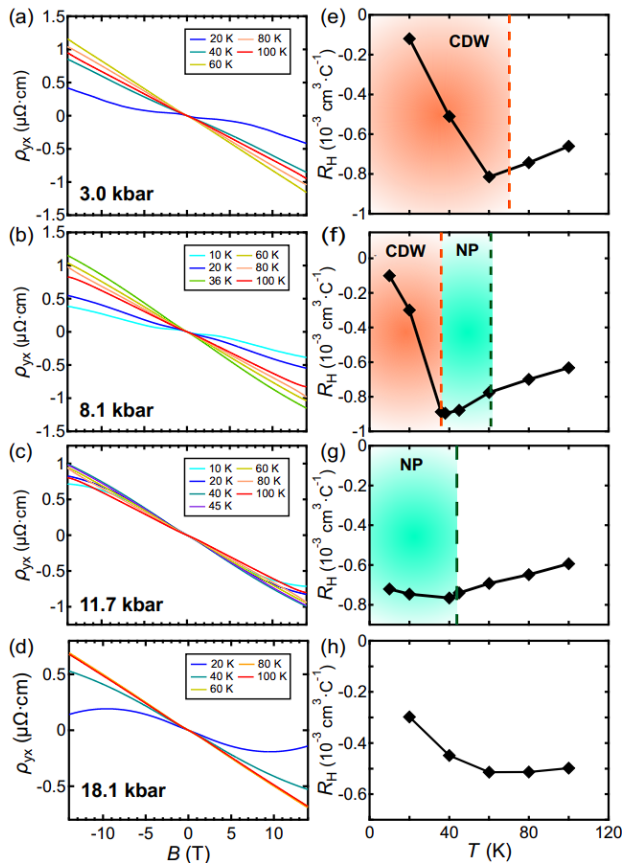 (a)
1.5
1
0.5
0
-0.5
-1
-1.5
ρyx (μΩ·cm)
20 K
80 K
40 K
100 K
60 K
3.0 kbar
(e)
0
-0.2
-0.4
-0.6
-0.8
-1
RH (10⁻³ cm³·C⁻¹)
CDW
(b)
1.5
1
0.5
0
-0.5
-1
-1.5
ρyx (μΩ·cm)
10 K
60 K
20 K
80 K
36 K
100 K
8.1 kbar
(f)
0
-0.2
-0.4
-0.6
-0.8
-1
RH (10⁻³ cm³·C⁻¹)
CDW
NP
(c)
1
0.5
0
-0.5
-1
ρyx (μΩ·cm)
10 K
60 K
20 K
80 K
40 K
100 K
45 K
11.7 kbar
(g)
0
-0.2
-0.4
-0.6
-0.8
RH (10⁻³ cm³·C⁻¹)
NP
(d)
0.5
0
-0.5
ρyx (μΩ·cm)
20 K
80 K
40 K
100 K
60 K
18.1 kbar
-10
-5
0
5
10
B (T)
(h)
0
-0.2
-0.4
-0.6
RH (10⁻³ cm³·C⁻¹)
0
40
80
120
T (K)